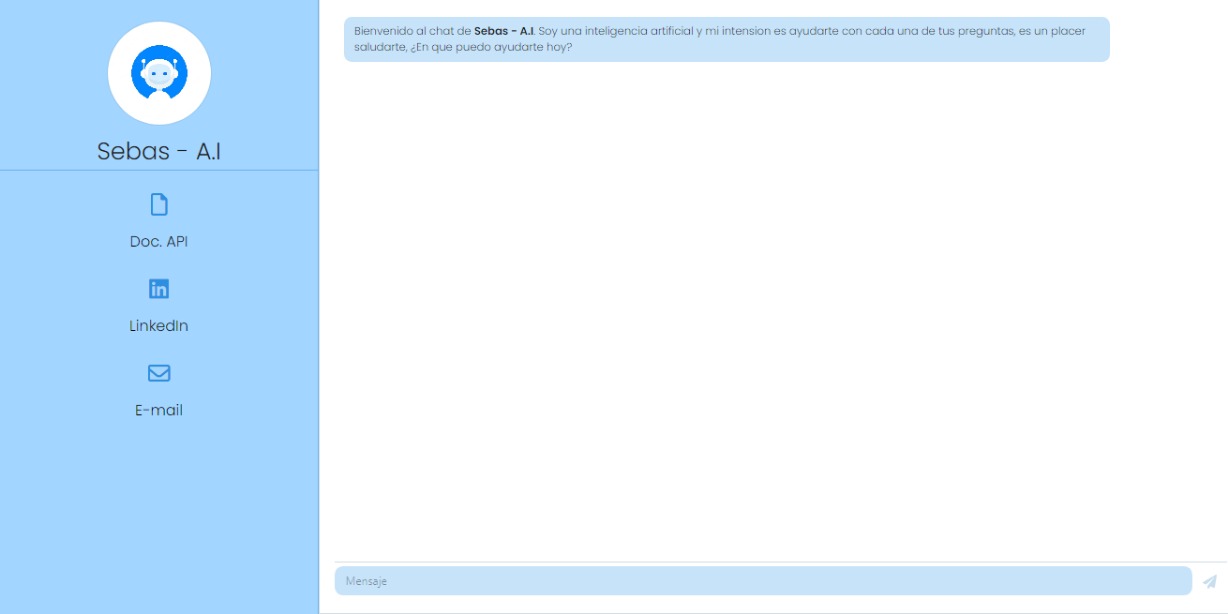 Sebas - A.I
Doc. API
LinkedIn
E-mail
Bienvenido al chat de Sebas - A.I. Soy una inteligencia artificial y mi intension es ayudarte con cada una de tus preguntas, es un placer
saludarte, ¿En que puedo ayudarte hoy?
Mensaje